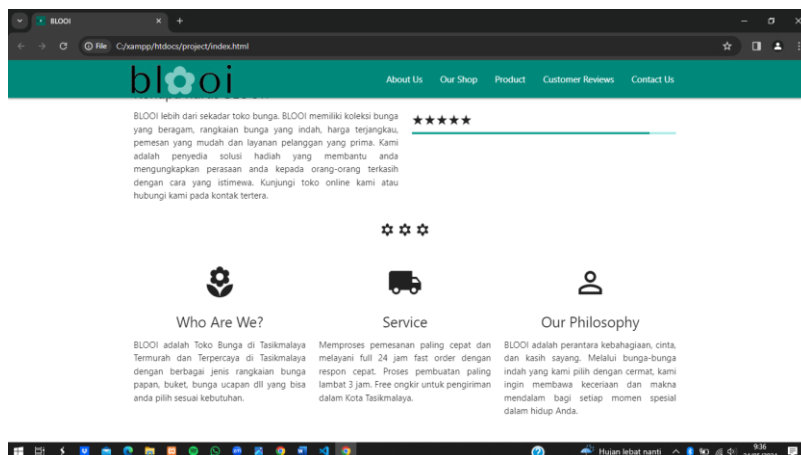 BLOOI
File C:/xampp/htdocs/project/index.html
blooi
About Us Our Shop Product Customer Reviews Contact Us
BLOOI lebih dari sekadar toko bunga. BLOOI memiliki koleksi bunga
yang beragam, rangkaian bunga yang indah, harga terjangkau,
pemesan yang mudah dan layanan pelanggan yang prima. Kami
adalah penyedia solusi hadiah yang membantu anda
mengungkapkan perasaan anda kepada orang-orang terkasih
dengan cara yang istimewa. Kunjungi toko online kami atau
hubungi kami pada kontak tertera.
Who Are We?
BLOOI adalah Toko Bunga di Tasikmalaya
Termurah dan Terpercaya di Tasikmalaya
dengan berbagai jenis rangkaian bunga
papan, buket, bunga ucapan dll yang bisa
anda pilih sesuai kebutuhan.
Service
Memproses pemesanan paling cepat dan
melayani full 24 jam fast order dengan
respon cepat. Proses pembuatan paling
lambat 3 jam. Free ongkir untuk pengiriman
dalam Kota Tasikmalaya.
Our Philosophy
BLOOI adalah perantara kebahagiaan, cinta,
dan kasih sayang. Melalui bunga-bunga
indah yang kami pilih dengan cermat, kami
ingin membawa keceriaan dan makna
mendalam bagi setiap momen spesial
dalam hidup Anda.
Hujan lebat nanti
9:36